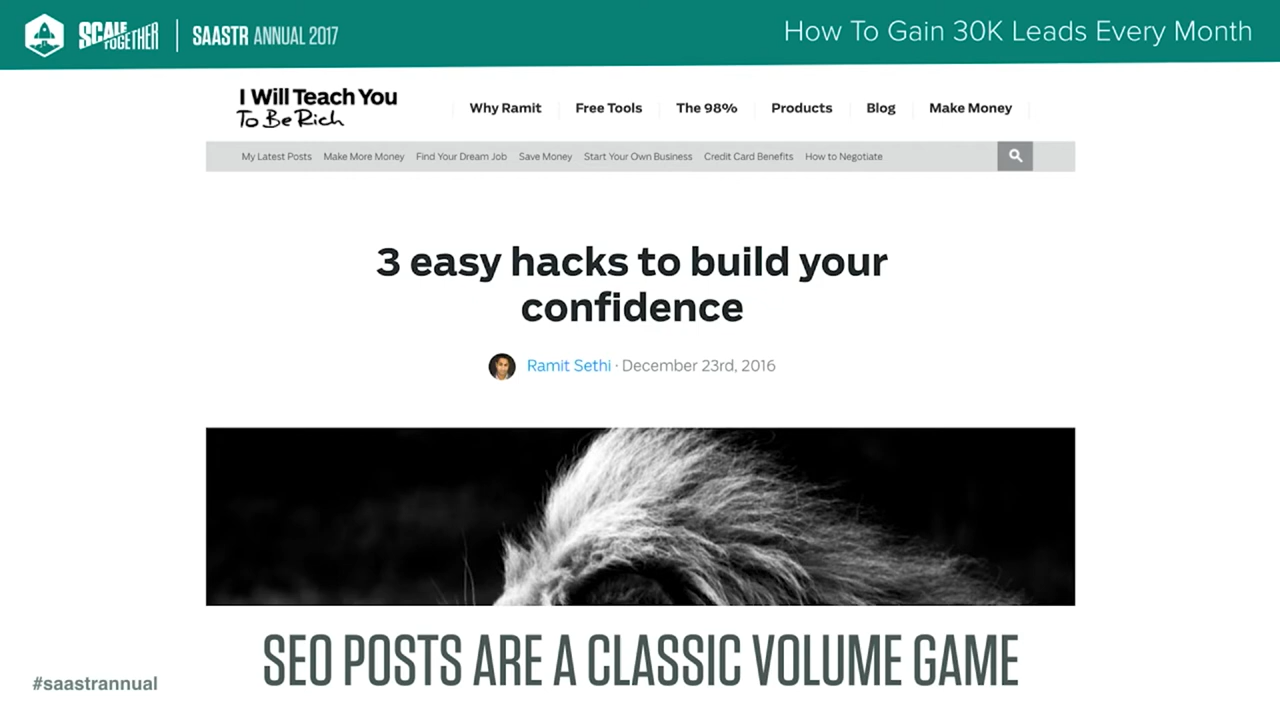 SCALE TOGETHER
SAASTR ANNUAL 2017
How To Gain 30K Leads Every Month
I Will Teach You
To Be Rich
Why Ramit Free Tools The 98% Products Blog Make Money
My Latest Posts Make More Money Find Your Dream Job Save Money Start Your Own Business Credit Card Benefits How to Negotiate
3 easy hacks to build your
confidence
Ramit Sethi · December 23rd, 2016
SEO POSTS ARE A CLASSIC VOLUME GAME
#saastrannual